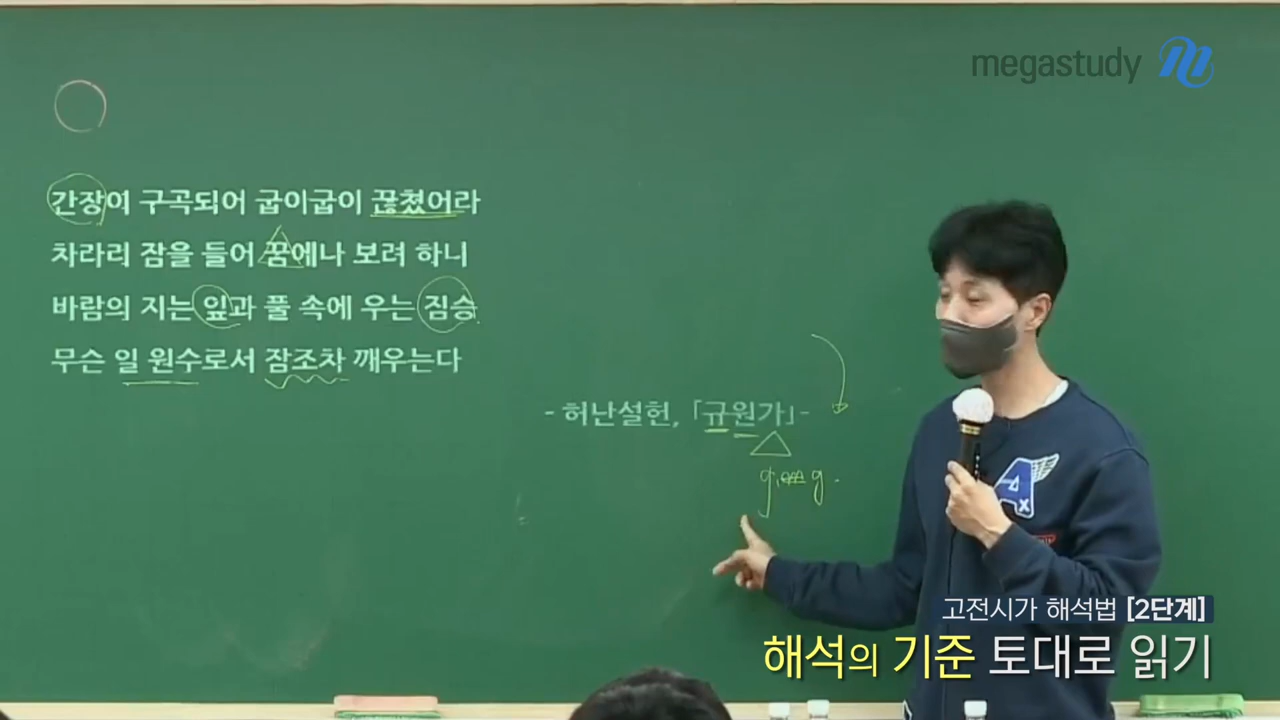 megastudy
간장이 구곡되어 굽이굽이 끊쳤어라
차라리 잠을 들어 꿈에나 보려 하니
바람의 지는 잎과 풀 속에 우는 짐승
무슨 일 원수로서 잠조차 깨우는다
- 허난설헌, 「규원가」-
고전시가 해석법 [2단계]
해석의 기준 토대로 읽기